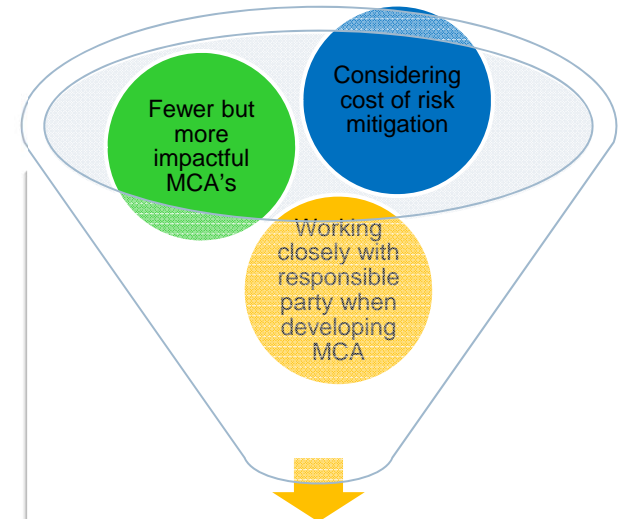 Fewer but
more
impactful
MCA's
Considering
cost of risk
mitigation
Working
closely with
responsible
party when
developing
MCA